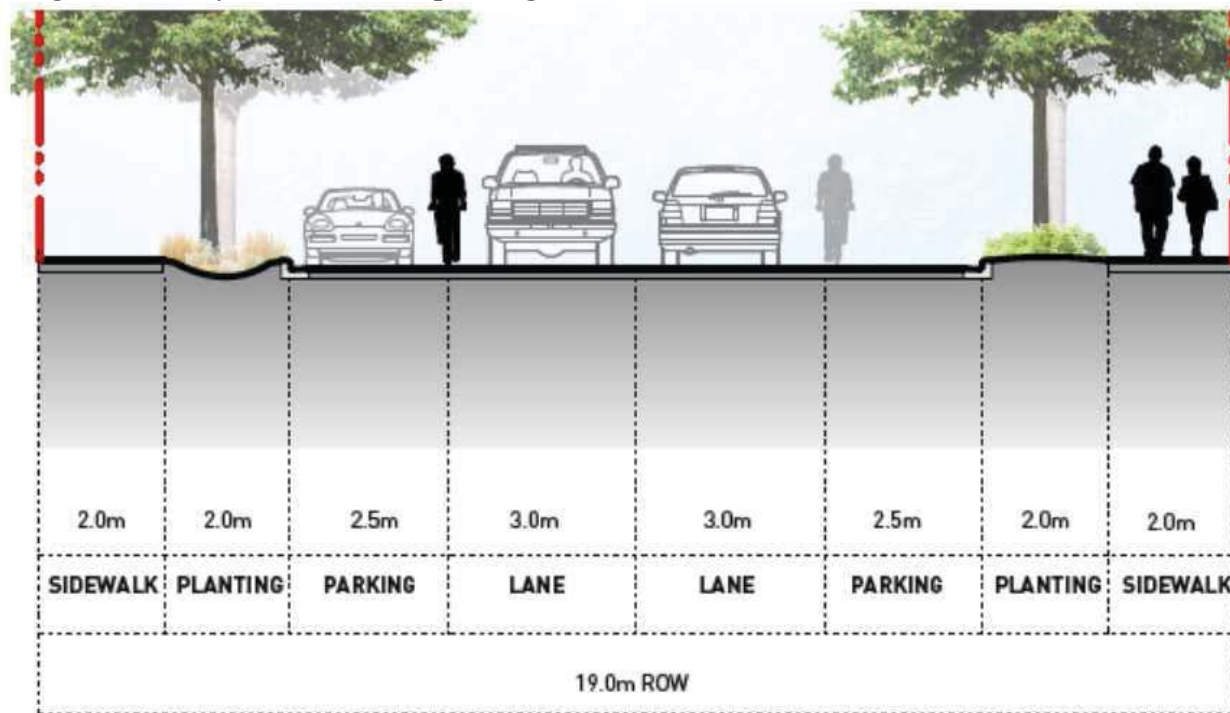 2.0m 2.0m 2.5m 3.0m 3.0m 2.5m 2.0m 2.0m
SIDEWALK PLANTING PARKING LANE LANE PARKING PLANTING SIDEWALK
19.0m ROW